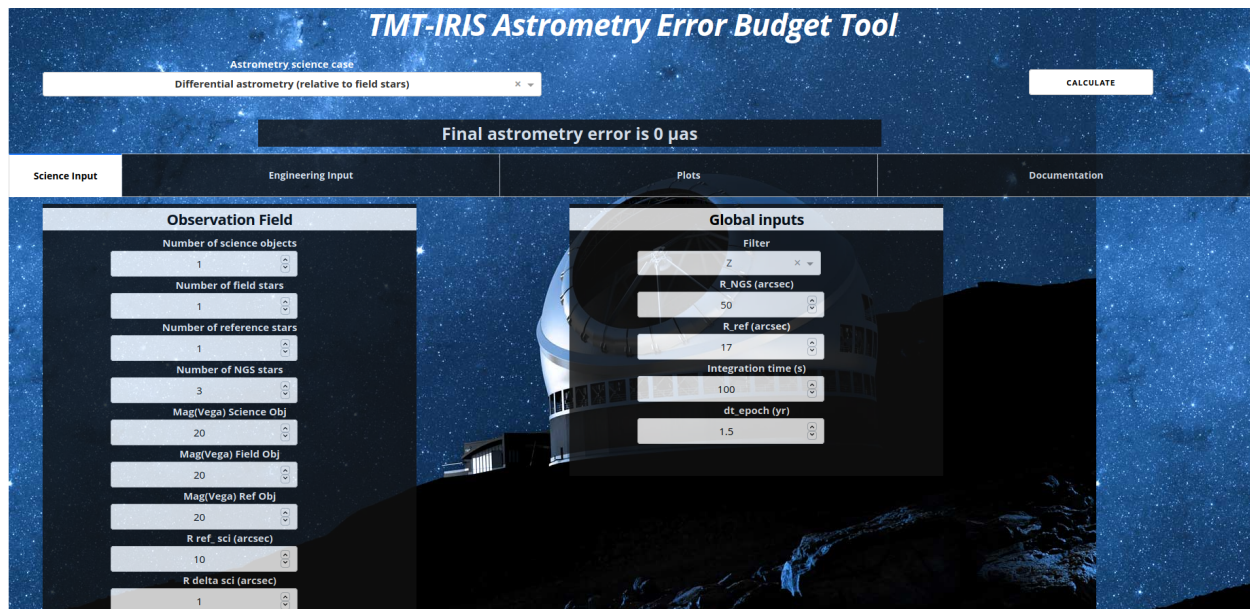 TMT-IRIS Astrometry Error Budget Tool
Astrometry science case
Differential astrometry (relative to field stars)
CALCULATE
Final astrometry error is 0 μas
Science Input
Engineering Input
Plots
Documentation
Observation Field
Number of science objects
1
Number of field stars
1
Number of reference stars
1
Number of NGS stars
3
Mag(Vega) Science Obj
20
Mag(Vega) Field Obj
20
Mag(Vega) Ref Obj
20
R ref_ sci (arcsec)
10
R delta sci (arcsec)
1
Global inputs
Filter
Z
R_NGS (arcsec)
50
R_ref (arcsec)
17
Integration time (s)
100
dt_epoch (yr)
1.5